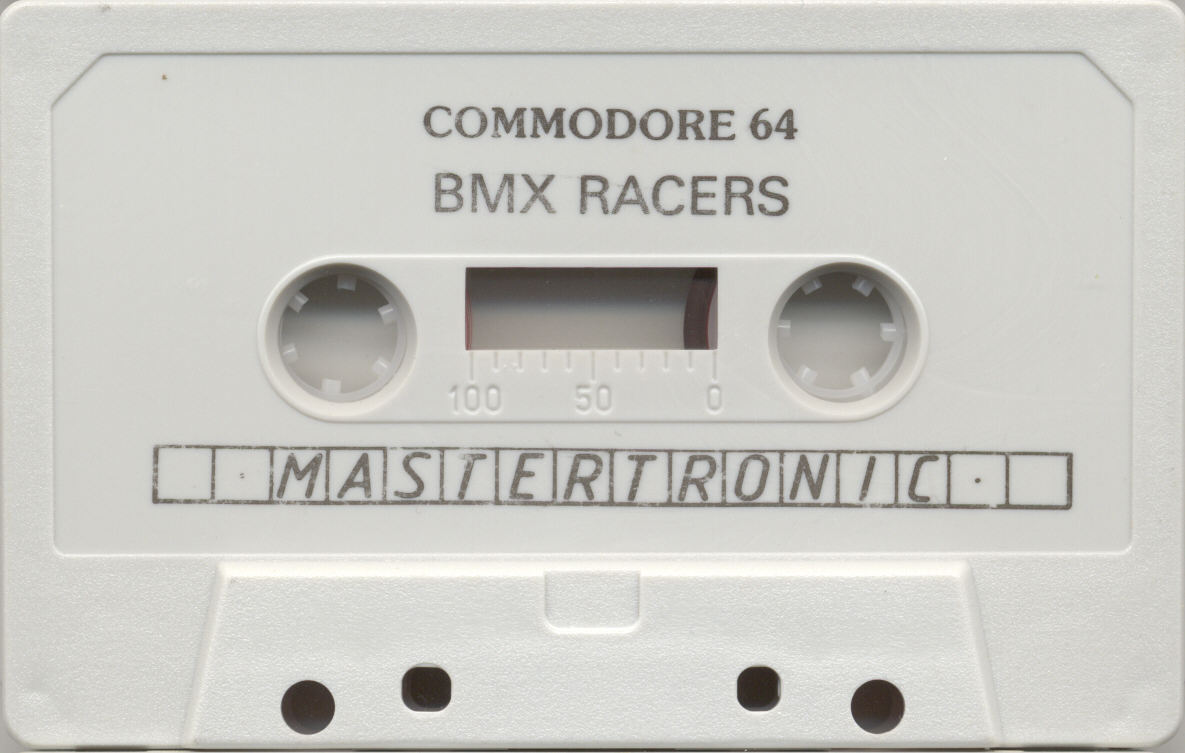 COMMODORE 64
BMX RACERS
100 50 0
· MASTERTRONIC ·